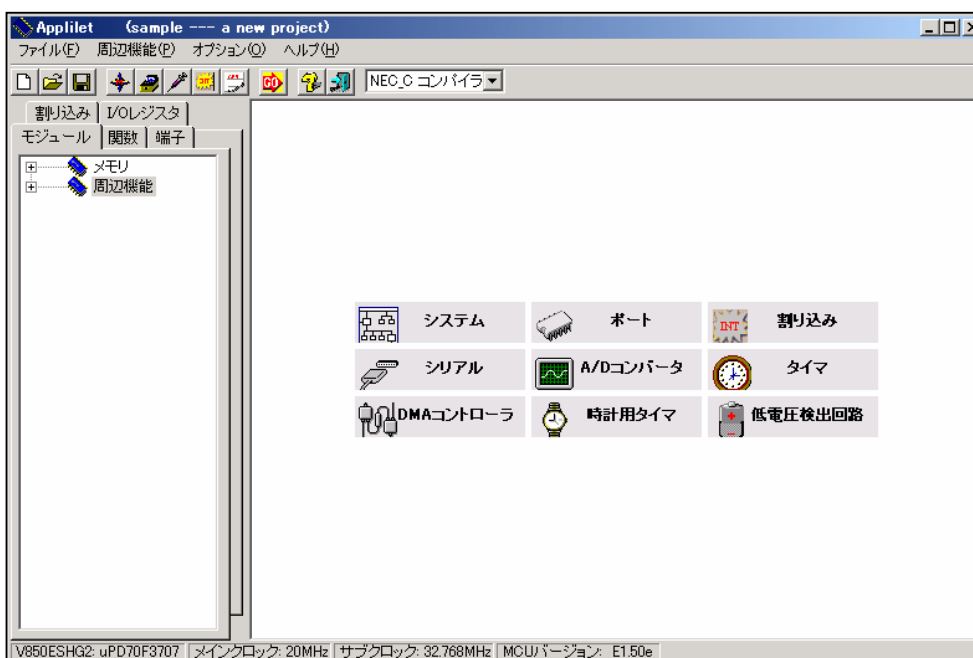 Applilet (sample --- a new project)
ファイル(F) 周辺機能(P) オプション(O) ヘルプ(H)
NEC_C コンパイラ
割り込み I/Oレジスタ
モジュール 関数 端子
メモリ
周辺機能
システム ポート INT 割り込み
シリアル A/Dコンバータ タイマ
DMAコントローラ 時計用タイマ 低電圧検出回路
V850ESHG2: uPD70F3707 メインクロック: 20MHz サブクロック: 32.768MHz MCUバージョン: E1.50e